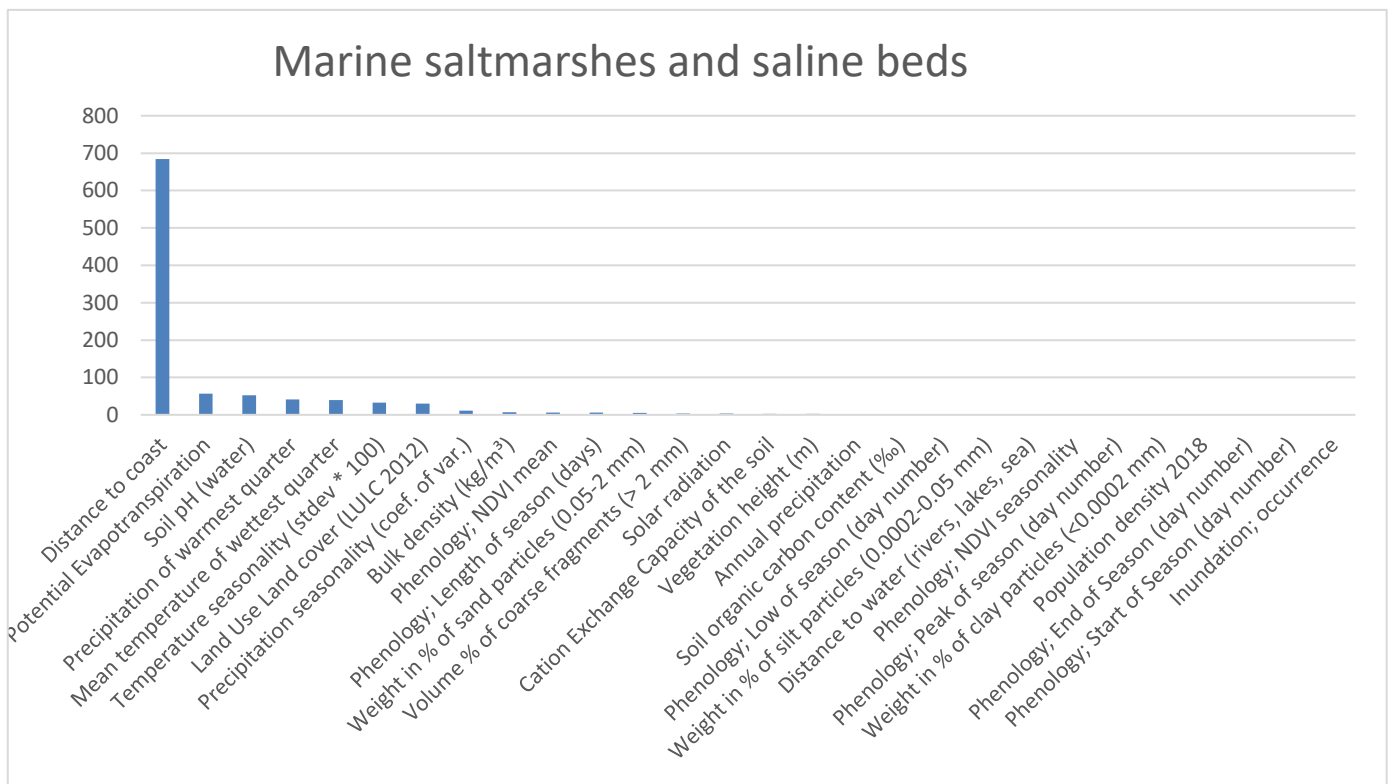 Marine saltmarshes and saline beds
800
700
600
500
400
300
200
100
0
Distance to coast
Potential Evapotranspiration
Soil pH (water)
Precipitation of warmest quarter
Mean temperature of wettest quarter
Temperature seasonality (stdev * 100)
Land Use Land cover (LULC 2012)
Precipitation seasonality (coef. of var.)
Bulk density (kg/m³)
Phenology; NDVI mean
Phenology; Length of season (days)
Weight in % of sand particles (0.05-2 mm)
Volume % of coarse fragments (> 2 mm)
Solar radiation
Cation Exchange Capacity of the soil
Vegetation height (m)
Annual precipitation
Soil organic carbon content (‰)
Phenology; Low of season (day number)
Weight in % of silt particles (0.0002-0.05 mm)
Distance to water (rivers, lakes, sea)
Phenology; NDVI seasonality
Phenology; Peak of season (day number)
Weight in % of clay particles (<0.0002 mm)
Population density 2018
Phenology; End of Season (day number)
Phenology; Start of Season (day number)
Inundation; occurrence